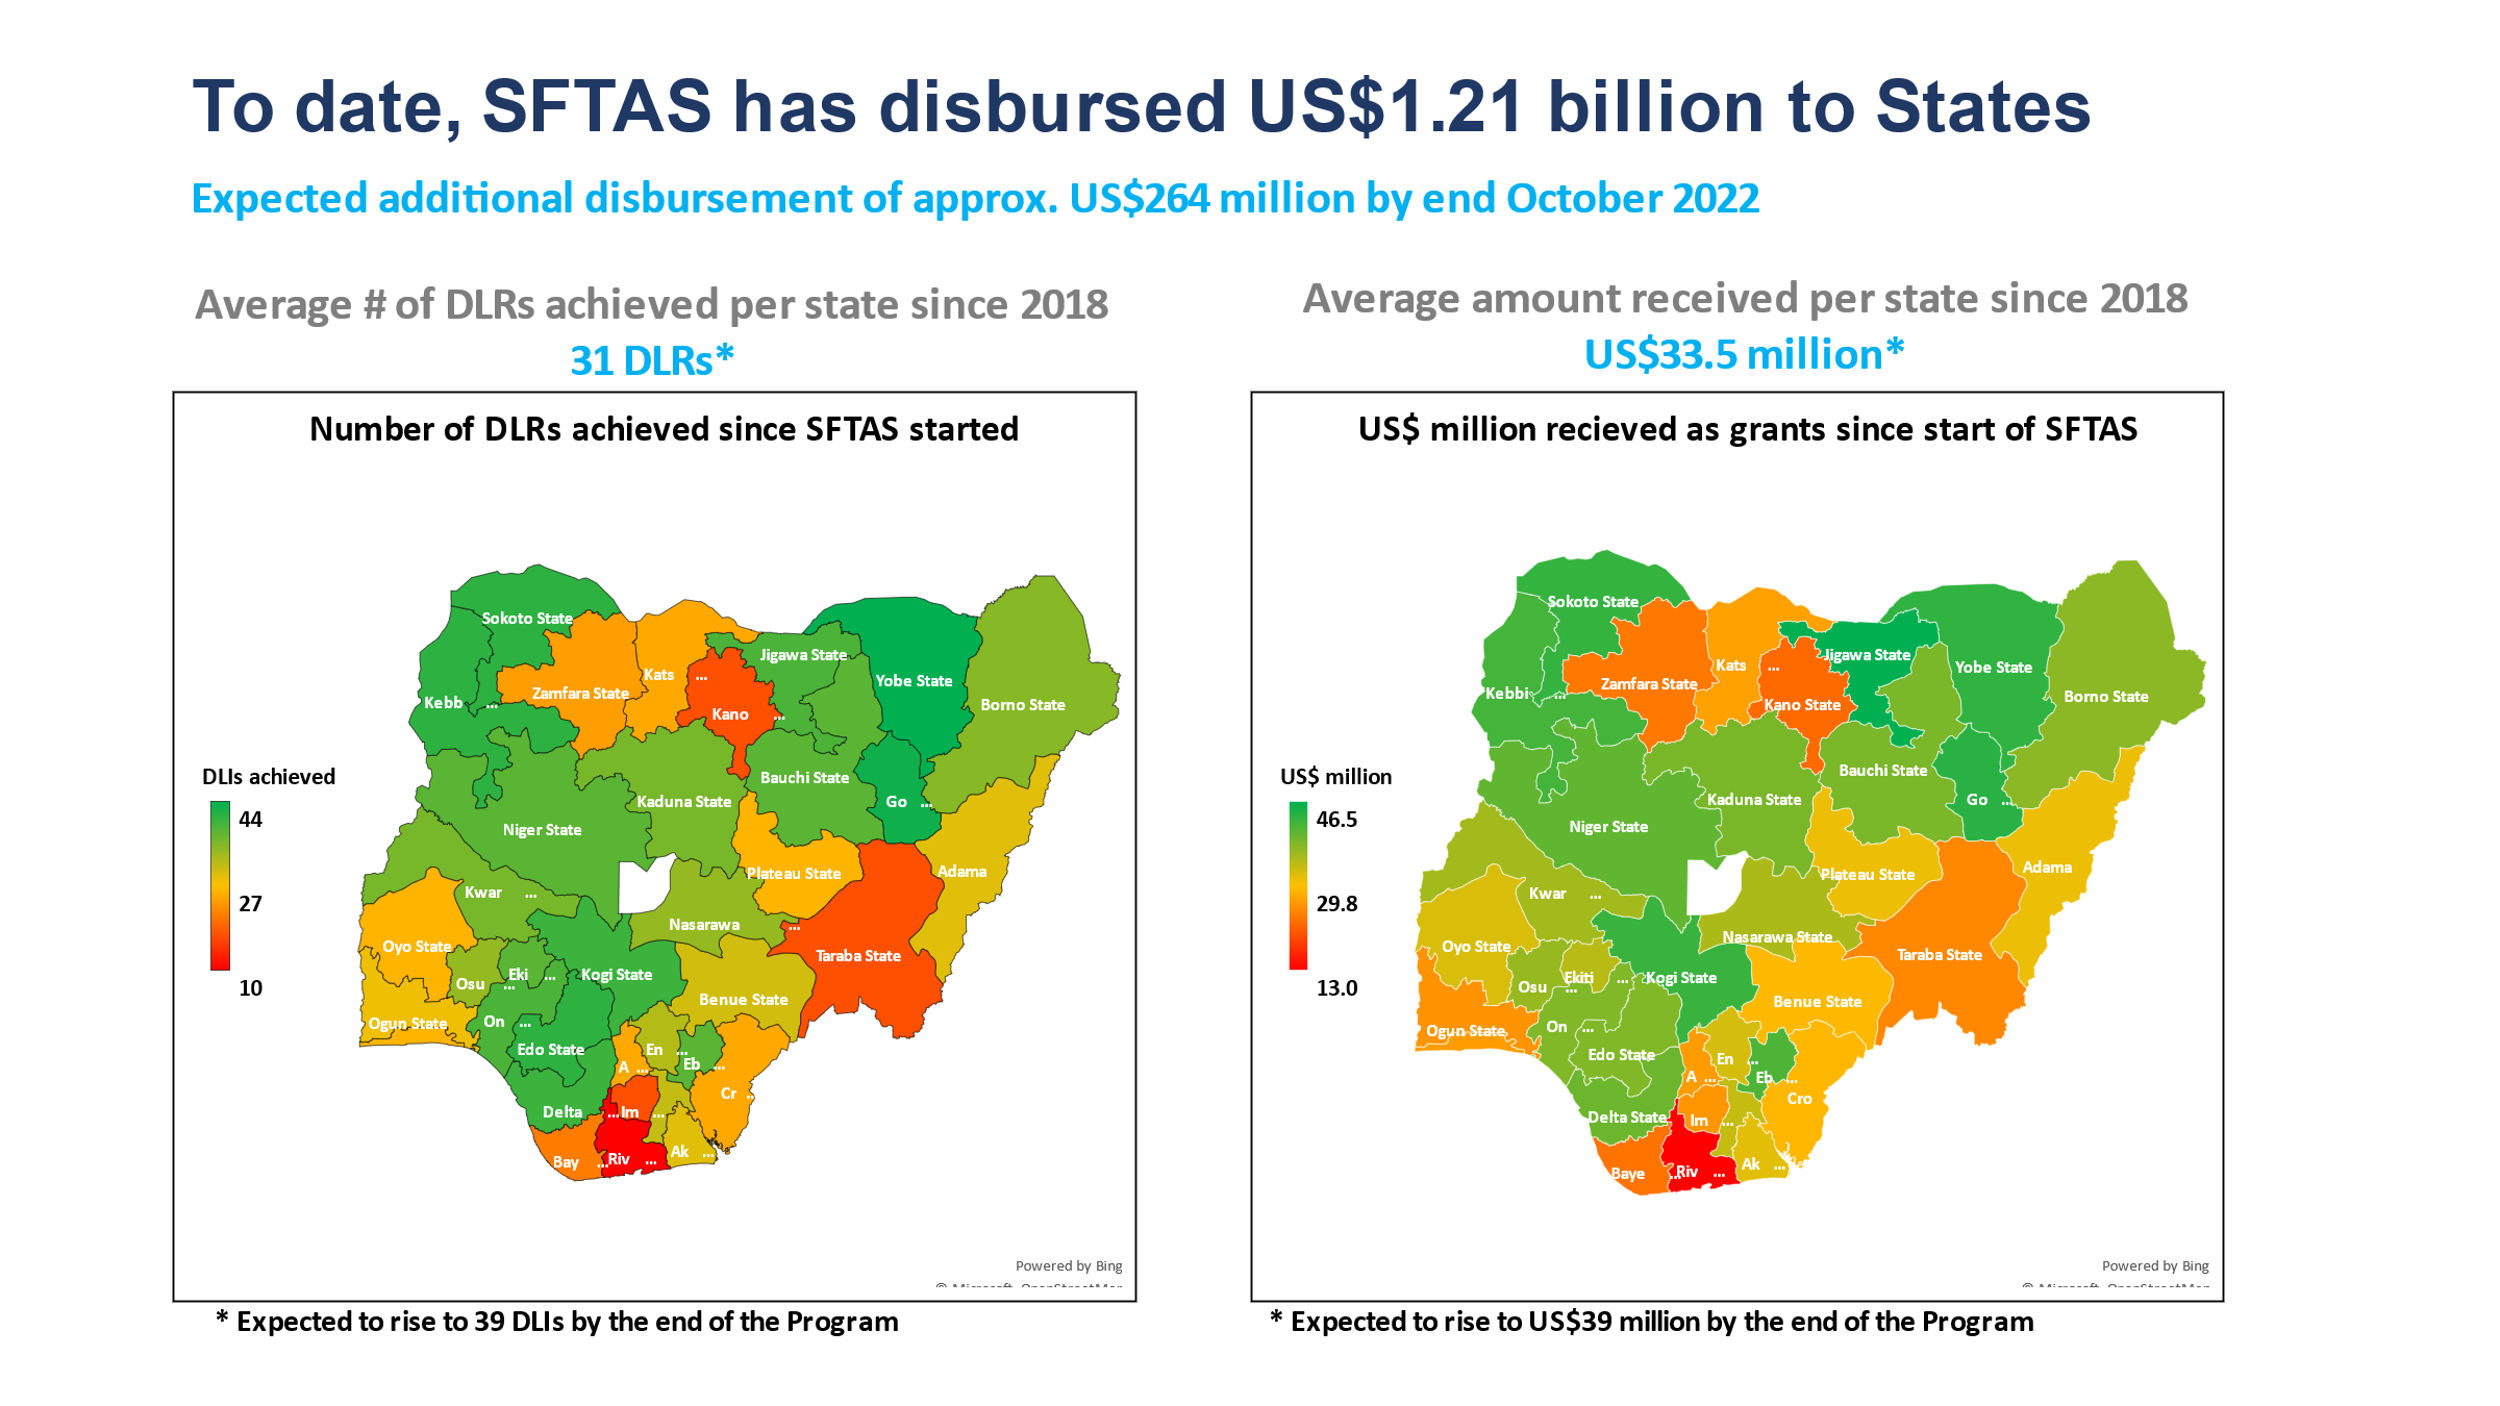 To date, SFTAS has disbursed US$1.21 billion to States
Expected additional disbursement of approx. US$264 million by end October 2022
Average # of DLRs achieved per state since 2018
31 DLRs*
Number of DLRs achieved since SFTAS started
DLIs achieved
44
27
10
Sokoto State
Kebb ...
Zamfara State
Kats ...
Kano ...
Jigawa State
Yobe State
Borno State
Bauchi State
Go ...
Kaduna State
Niger State
Adama
Plateau State
Kwar ...
Nasarawa ...
Oyo State
Taraba State
Eki ...
Kogi State
Osu ...
Benue State
On ...
Ogun State
Edo State
En ...
Eb ...
A ...
Cr ..
Delta ...
Im ...
Bay ...
Riv ...
Ak ...
Powered by Bing
© Microsoft, OpenStreetMap
* Expected to rise to 39 DLIs by the end of the Program
Average amount received per state since 2018
US$33.5 million*
US$ million recieved as grants since start of SFTAS
US$ million
46.5
29.8
13.0
Sokoto State
Kebbi ...
Zamfara State
Kats ...
Kano State
Jigawa State
Yobe State
Borno State
Bauchi State
Go ...
Kaduna State
Niger State
Adama
Plateau State
Kwar ...
Nasarawa State
Oyo State
Taraba State
Ekiti ...
Kogi State
Osu ...
Benue State
On ...
Ogun State
Edo State
En ...
Eb ...
A ...
Cro
Delta State
Im ...
Baye ...
Riv ...
Ak ...
Powered by Bing
© Microsoft, OpenStreetMap
* Expected to rise to US$39 million by the end of the Program